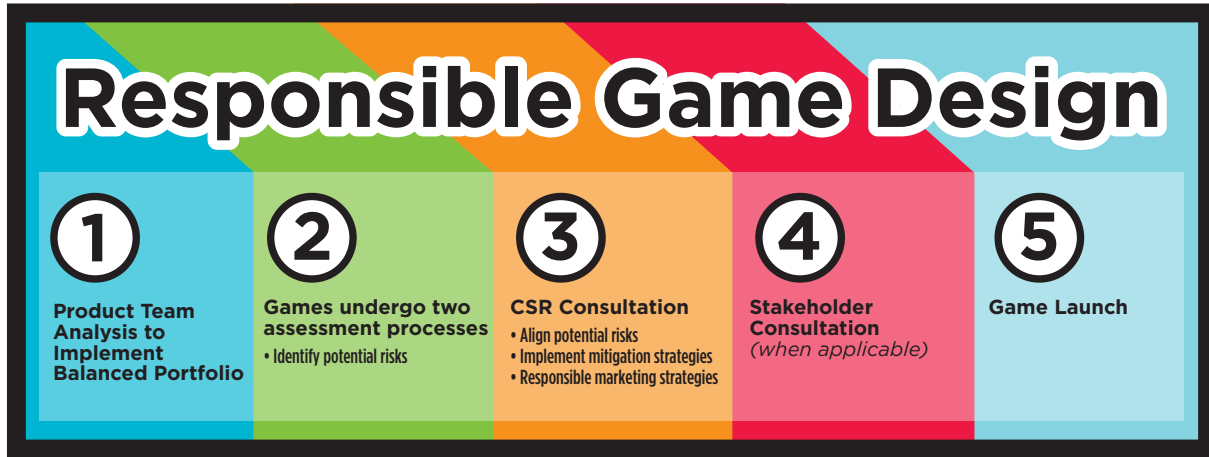 Responsible Game Design
1
Product Team
Analysis to
Implement
Balanced Portfolio
2
Games undergo two
assessment processes
• Identify potential risks
3
CSR Consultation
• Align potential risks
• Implement mitigation strategies
• Responsible marketing strategies
4
Stakeholder
Consultation
(when applicable)
5
Game Launch